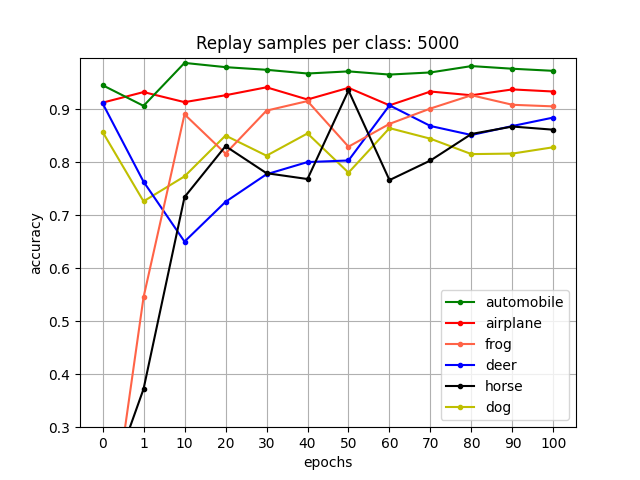 Replay samples per class: 5000
accuracy
0.9
0.8
0.7
0.6
0.5
0.4
0.3
automobile
airplane
frog
deer
horse
dog
0 1 10 20 30 40 50 60 70 80 90 100
epochs